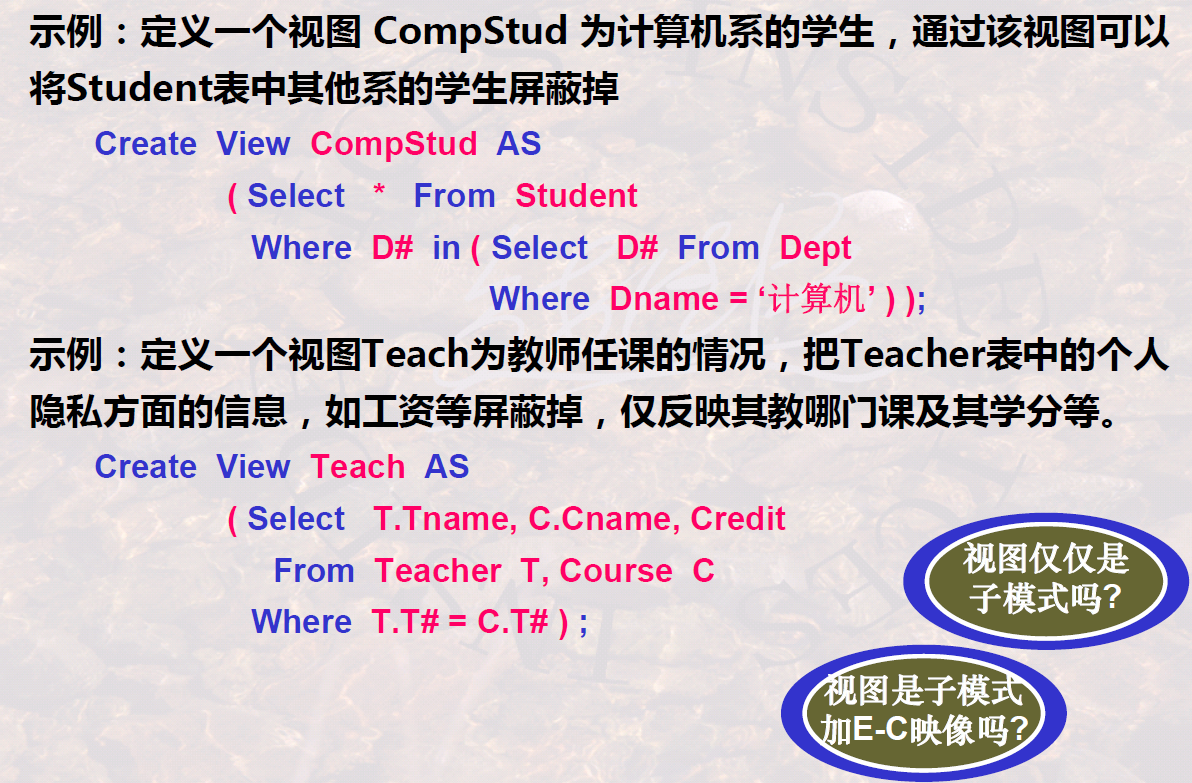 示例：定义一个视图 CompStud 为计算机系的学生，通过该视图可以
将Student表中其他系的学生屏蔽掉
Create View CompStud AS
( Select * From Student
Where D# in ( Select D# From Dept
Where Dname = ‘计算机’ ) );
示例：定义一个视图Teach为教师任课的情况，把Teacher表中的个人
隐私方面的信息，如工资等屏蔽掉，仅反映其教哪门课及其学分等。
Create View Teach AS
( Select T.Tname, C.Cname, Credit
From Teacher T, Course C
Where T.T# = C.T# ) ;
视图仅仅是
子模式吗?
视图是子模式
加E-C映像吗?